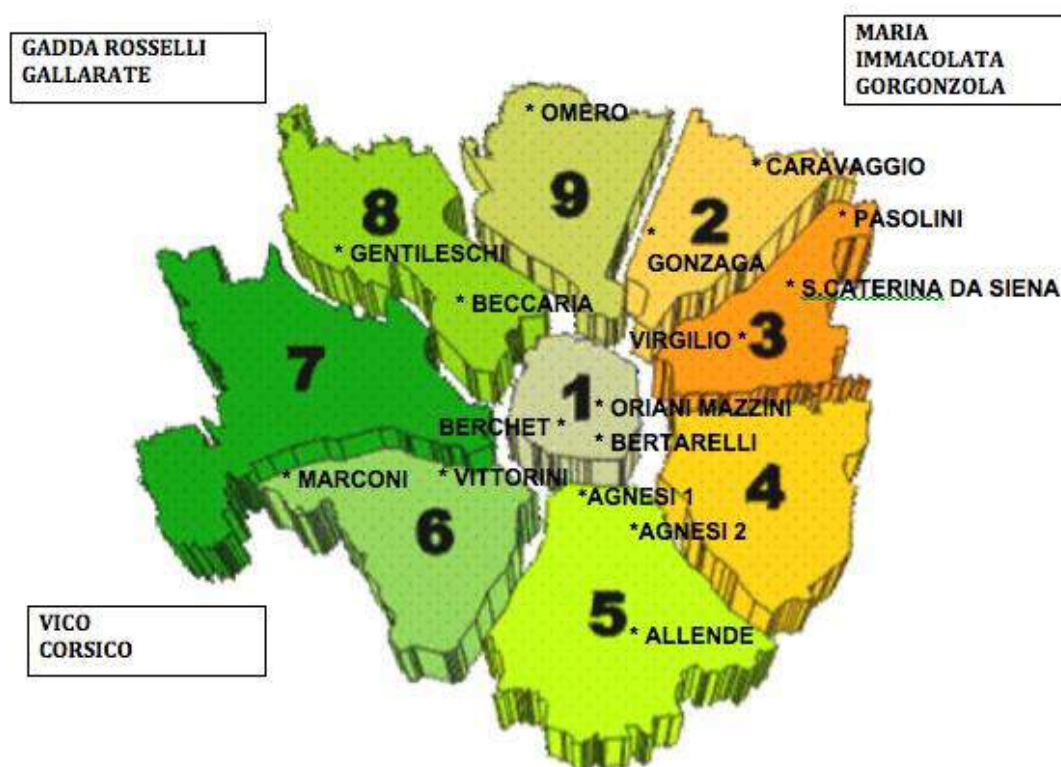 GADDA ROSSELLI
GALLARATE
MARIA
IMMACOLATA
GORGONZOLA
* OMERO
9
* CARAVAGGIO
2
8
* PASOLINI
* GENTILESCHI
*
GONZAGA
* S.CATERINA DA SIENA
* BECCARIA
VIRGILIO *
3
7
1
* ORIANI MAZZINI
BERCHET *
* BERTARELLI
* MARCONI
* VITTORINI
4
*AGNESI 1
6
*AGNESI 2
5
* ALLENDE
VICO
CORSICO